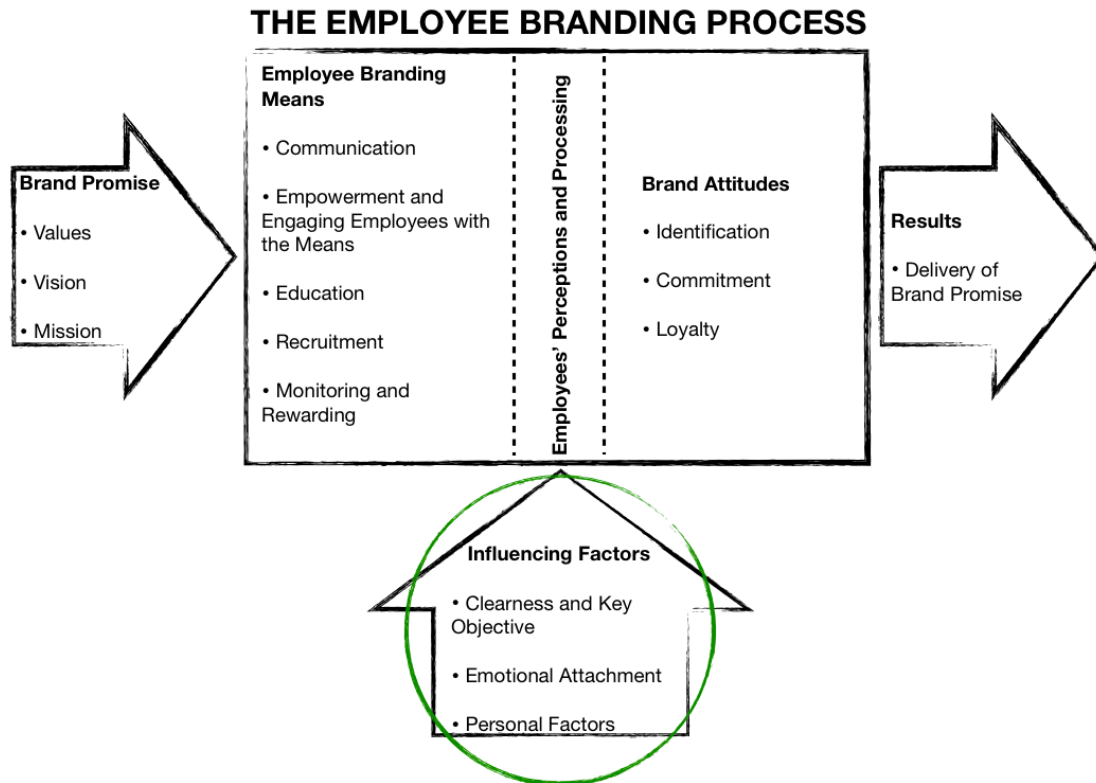 THE EMPLOYEE BRANDING PROCESS
Brand Promise
• Values
• Vision
• Mission
Employee Branding
Means
• Communication
• Empowerment and
Engaging Employees with
the Means
• Education
• Recruitment
• Monitoring and
Rewarding
Employees’ Perceptions and Processing
Brand Attitudes
• Identification
• Commitment
• Loyalty
Results
• Delivery of
Brand Promise
Influencing Factors
• Clearness and Key
Objective
• Emotional Attachment
• Personal Factors